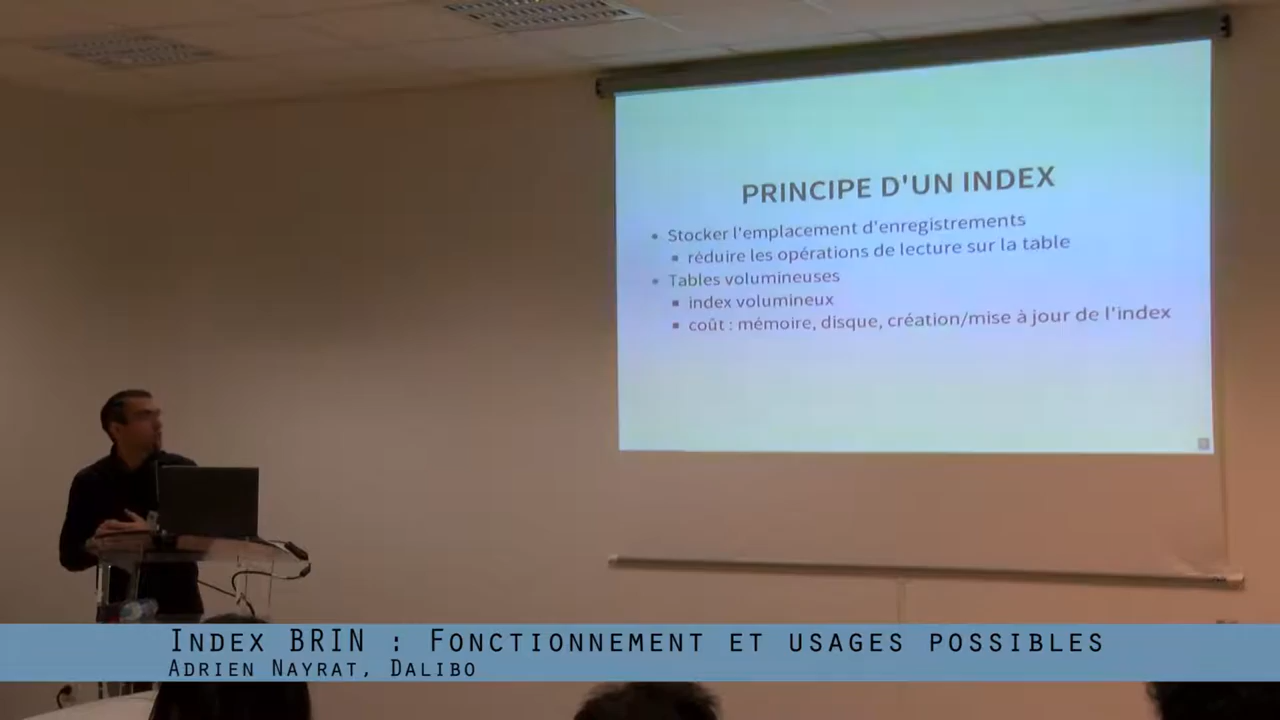 PRINCIPE D'UN INDEX
Stocker l'emplacement d'enregistrements
réduire les opérations de lecture sur la table
Tables volumineuses
index volumineux
coût : mémoire, disque, création/mise à jour de l'index
Index BRIN : Fonctionnement et usages possibles
Adrien Nayrat, Dalibo